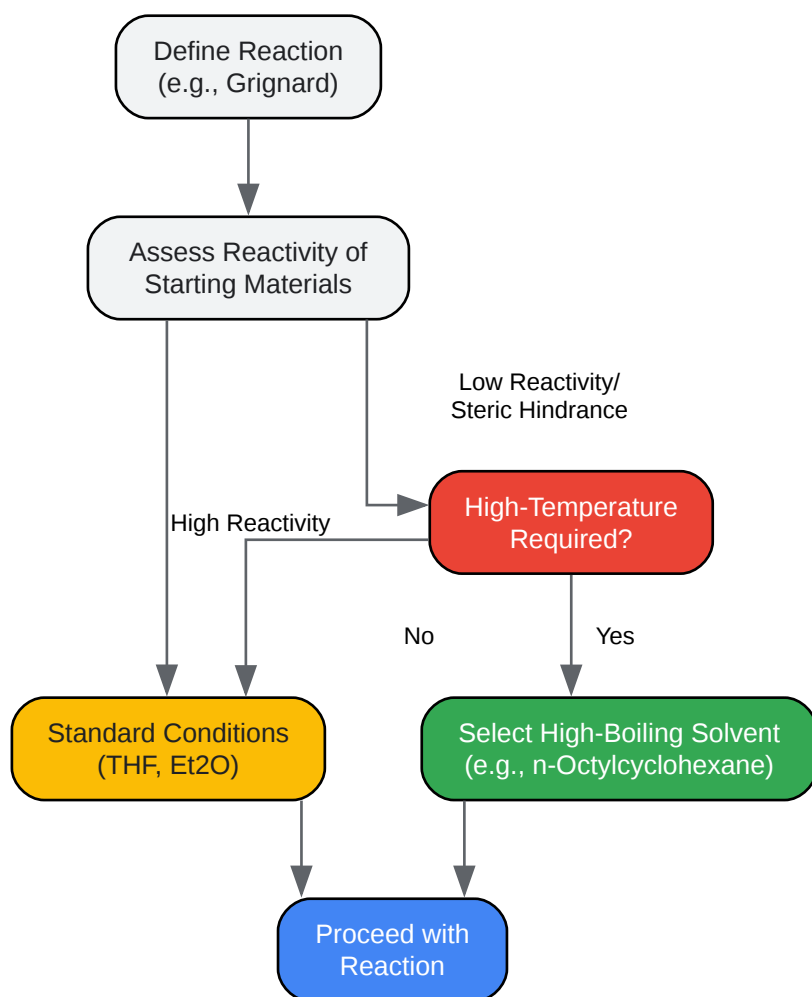 Define Reaction
(e.g., Grignard)
Assess Reactivity of
Starting Materials
Low Reactivity/
Steric Hindrance
High-Temperature
Required?
High Reactivity
No
Yes
Standard Conditions
(THF, Et2O)
Select High-Boiling Solvent
(e.g., n-Octylcyclohexane)
Proceed with
Reaction